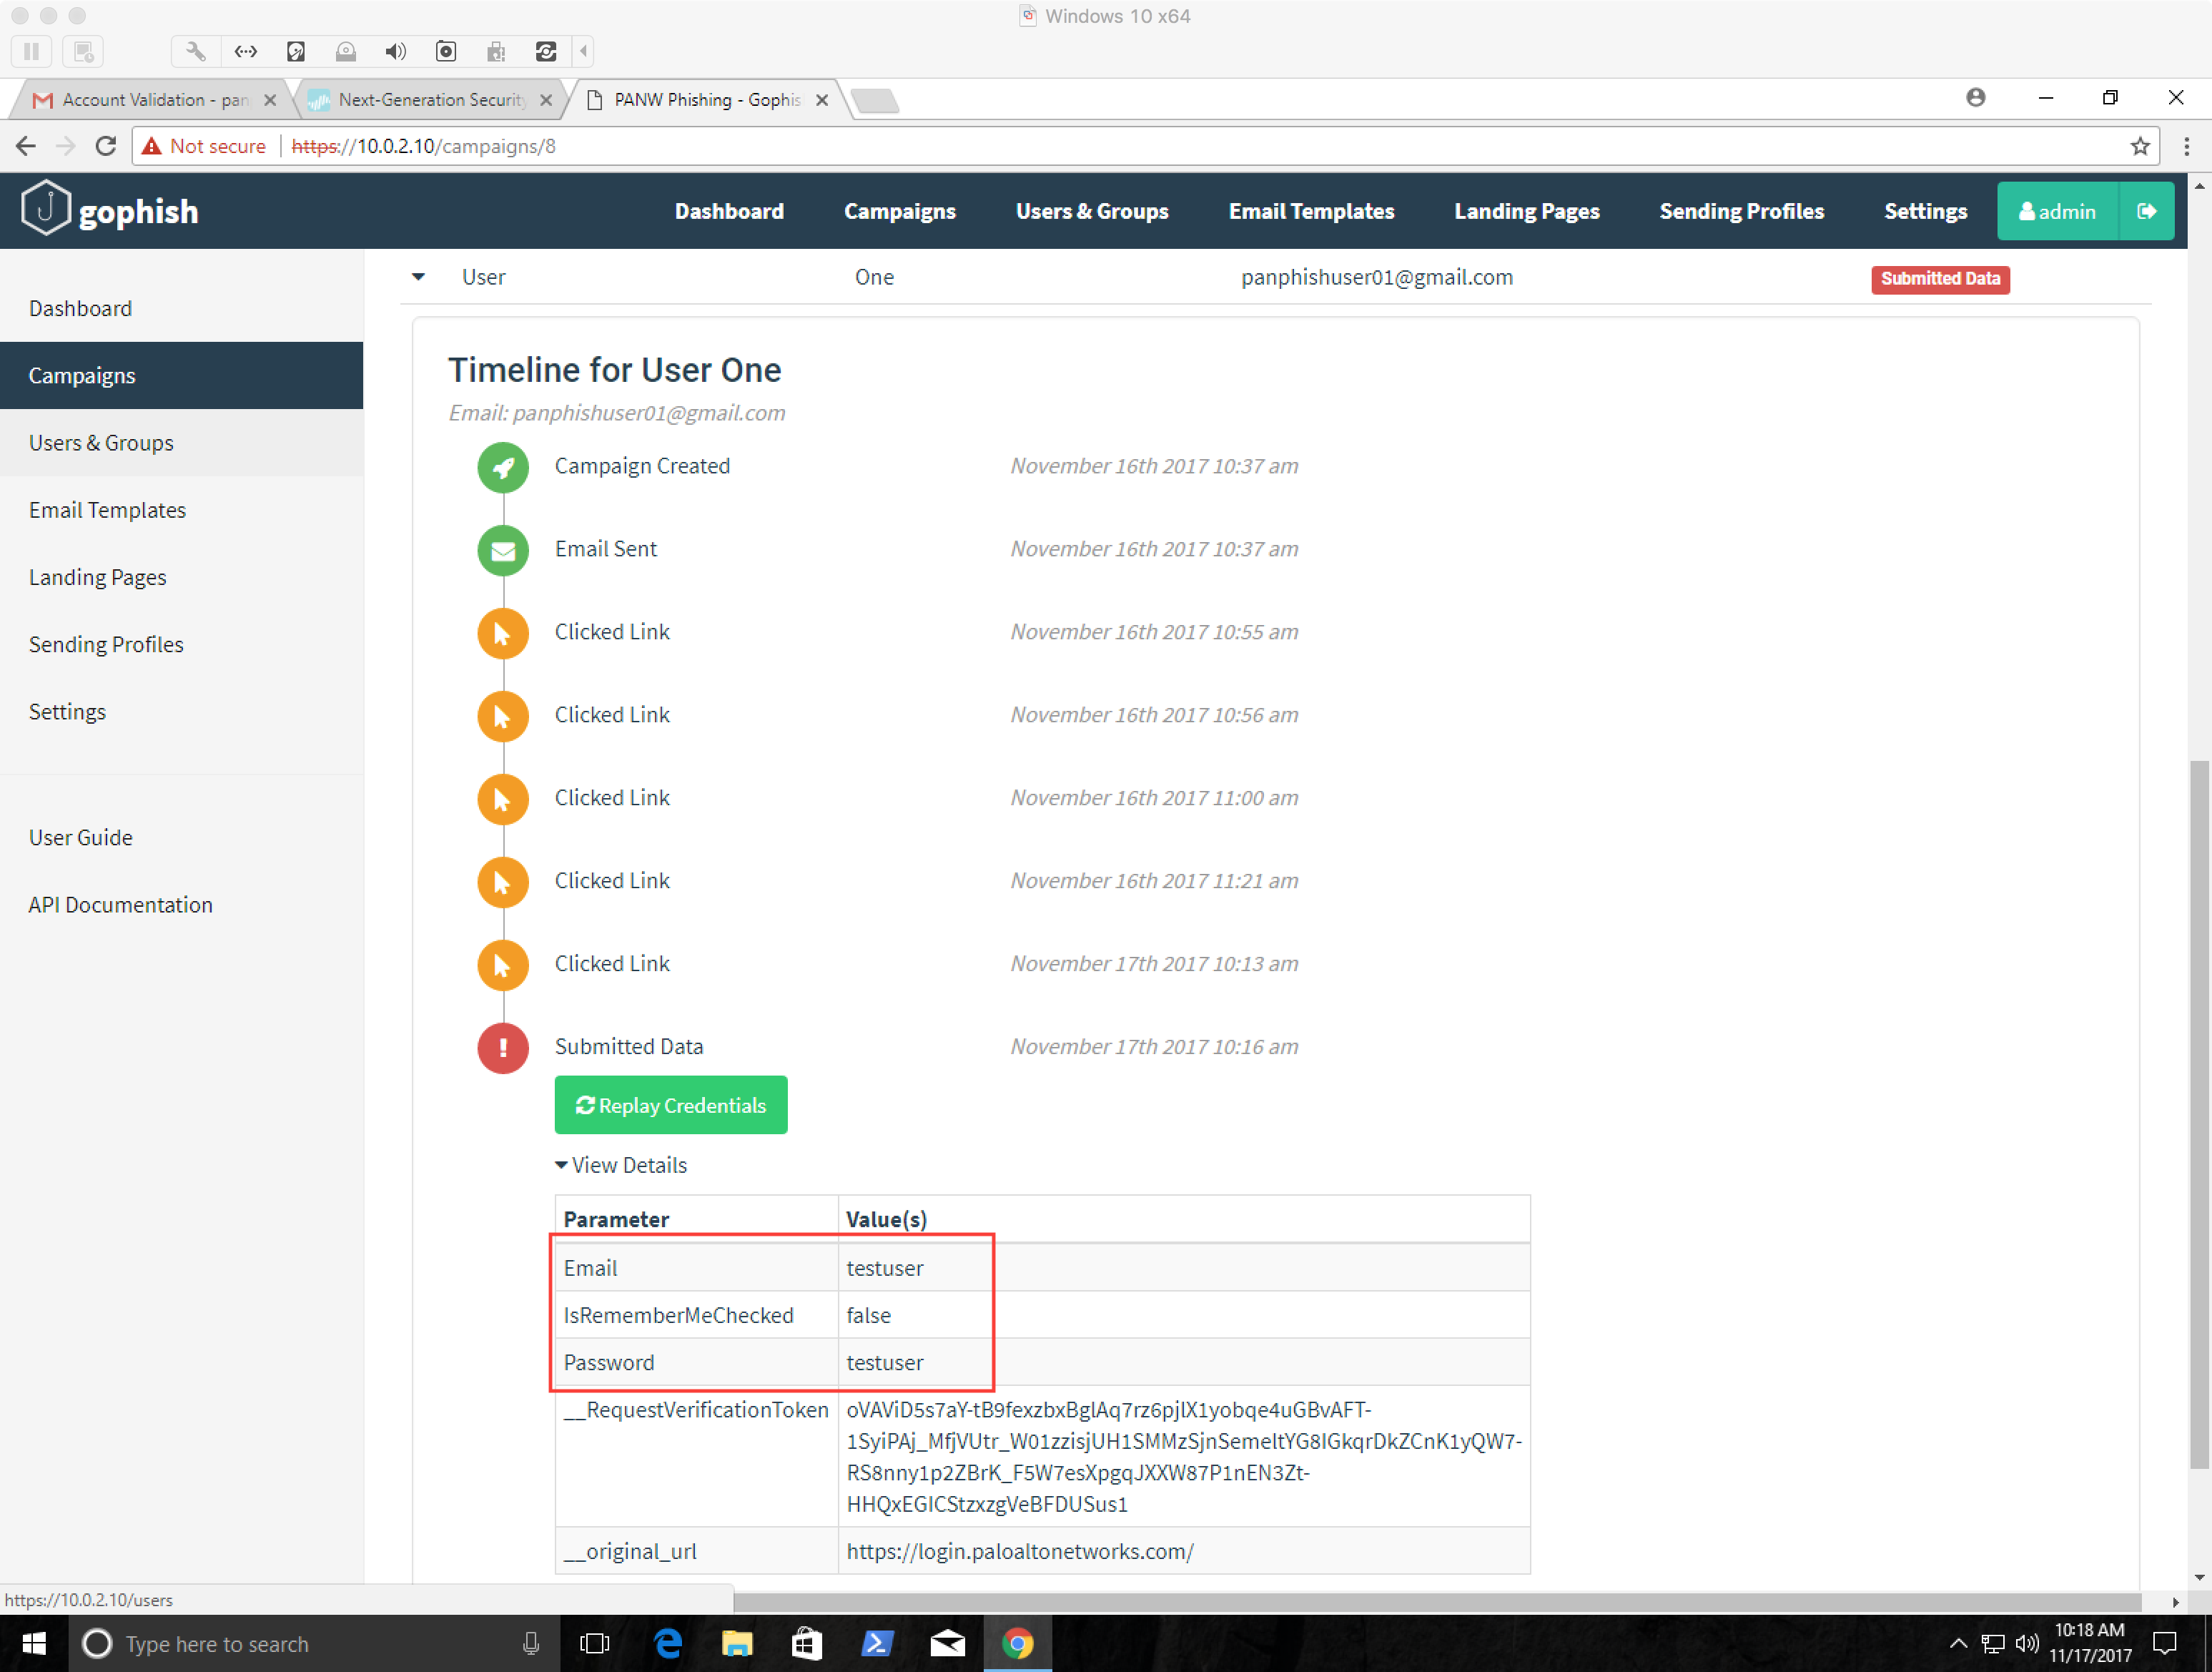 Windows 10 x64
Account Validation - pan
Next-Generation Security
PANW Phishing - Gophis
Not secure
https://10.0.2.10/campaigns/8
gophish
Dashboard
Campaigns
Users & Groups
Email Templates
Landing Pages
Sending Profiles
Settings
admin
Dashboard
Campaigns
Users & Groups
Email Templates
Landing Pages
Sending Profiles
Settings
User Guide
API Documentation
User One panphishuser01@gmail.com Submitted Data
Timeline for User One
Email: panphishuser01@gmail.com
Campaign Created November 16th 2017 10:37 am
Email Sent November 16th 2017 10:37 am
Clicked Link November 16th 2017 10:55 am
Clicked Link November 16th 2017 10:56 am
Clicked Link November 16th 2017 11:00 am
Clicked Link November 16th 2017 11:21 am
Clicked Link November 17th 2017 10:13 am
Submitted Data November 17th 2017 10:16 am
Replay Credentials
View Details
Parameter Value(s)
Email testuser
IsRememberMeChecked false
Password testuser
__RequestVerificationToken oVAViD5s7aY-tB9fexzbxBglAq7rz6pjlX1yobqe4uGBvAFT-
1SyiPAj_MfjVUtr_W01zzisjUH1SMMzSjnSemeltYG8IGkqrDkZCnK1yQW7-
RS8nny1p2ZBrK_F5W7esXpgqJXXW87P1nEN3Zt-
HHQxEGICStzxzgVeBFDUSus1
__original_url https://login.paloaltonetworks.com/
https://10.0.2.10/users
Type here to search
10:18 AM
11/17/2017